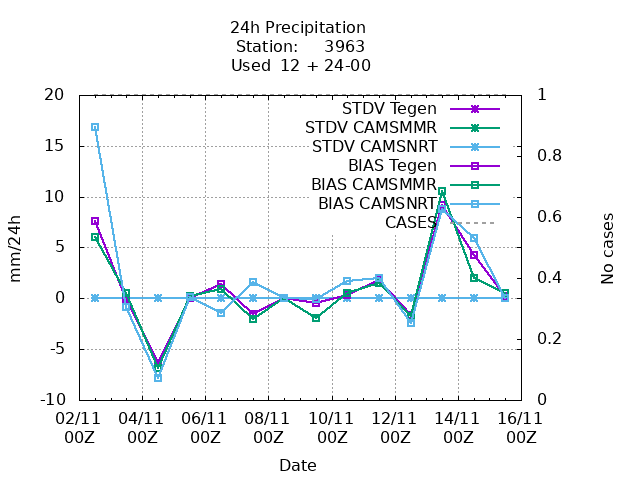 24h Precipitation
Station: 3963
Used 12 + 24-00
20
15
10
5
0
-5
-10
mm/24h
1
0.8
0.6
0.4
0.2
0
No cases
STDV Tegen
STDV CAMSMMR
STDV CAMSNRT
BIAS Tegen
BIAS CAMSMMR
BIAS CAMSNRT
CASES
02/11 04/11 06/11 08/11 10/11 12/11 14/11 16/11
00Z 00Z 00Z 00Z 00Z 00Z 00Z 00Z
Date